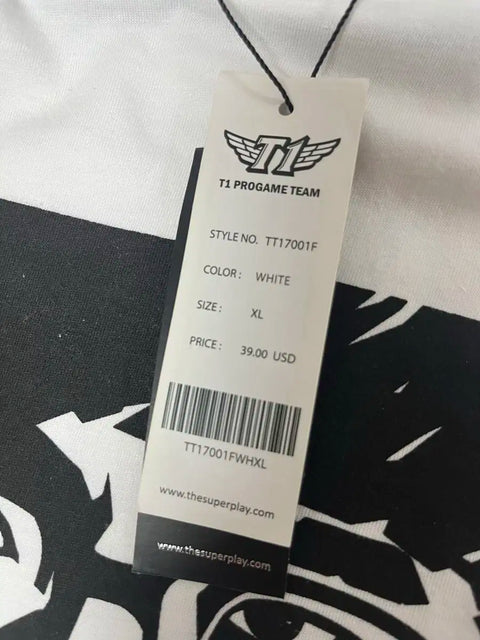 T1
T1 PROGAME TEAM
STYLE NO. TT17001F
COLOR : WHITE
SIZE : XL
PRICE : 39.00 USD
TT17001FWHXL
www.thesuperplay.com
www.thesuperplay.com